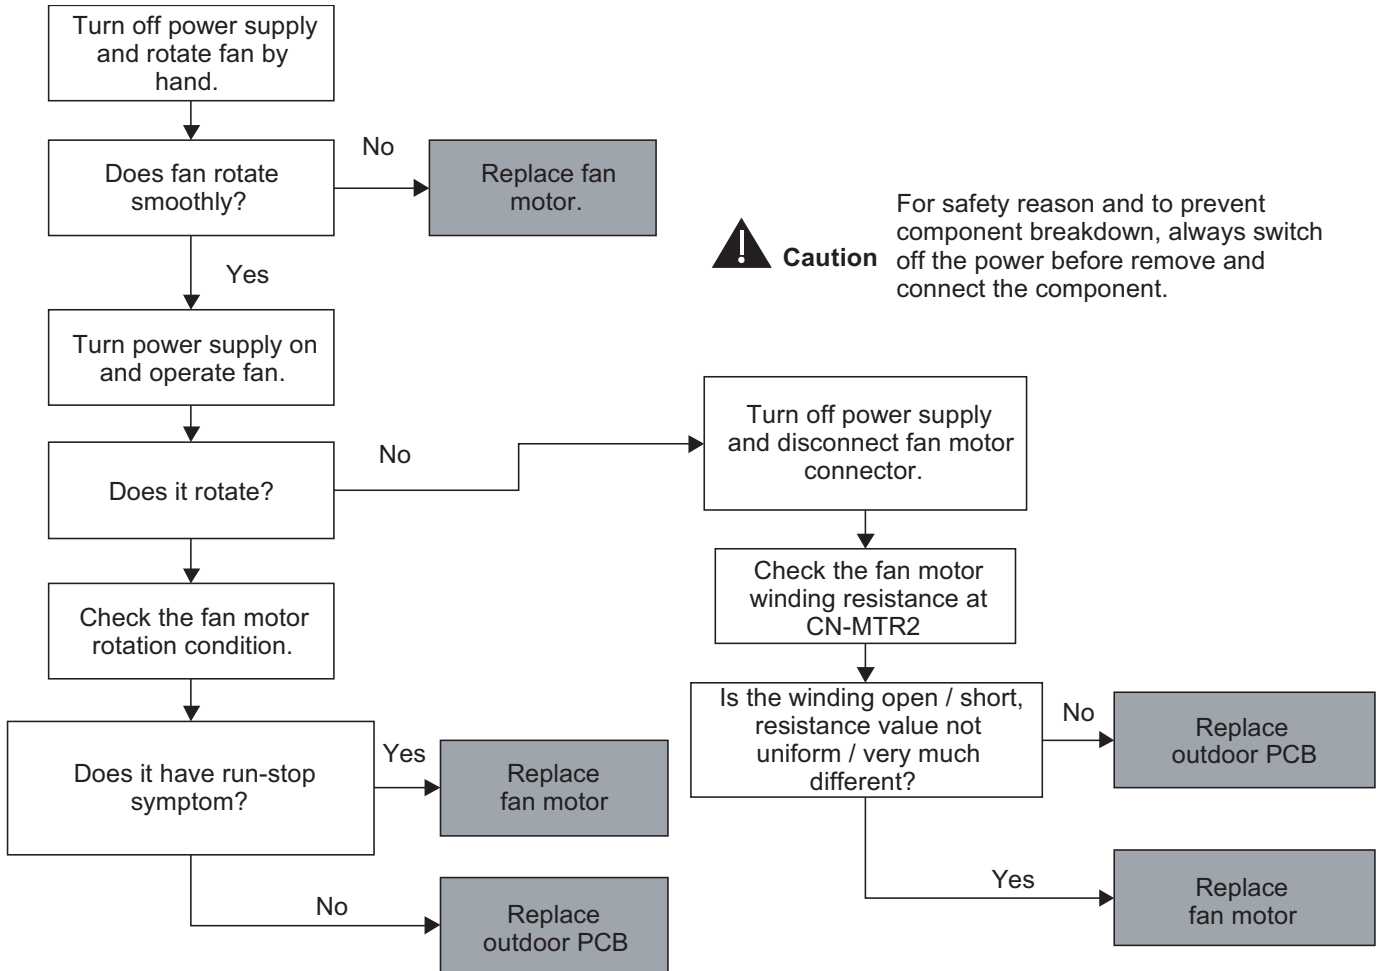 Turn off power supply
and rotate fan by
hand.
Does fan rotate
smoothly?
No
Replace fan
motor.
Caution
For safety reason and to prevent
component breakdown, always switch
off the power before remove and
connect the component.
Yes
Turn power supply on
and operate fan.
Does it rotate?
No
Turn off power supply
and disconnect fan motor
connector.
Check the fan motor
winding resistance at
CN-MTR2
Check the fan motor
rotation condition.
Is the winding open / short,
resistance value not
uniform / very much
different?
No
Replace
outdoor PCB
Yes
Replace
fan motor
Does it have run-stop
symptom?
Yes
Replace
fan motor
No
Replace
outdoor PCB